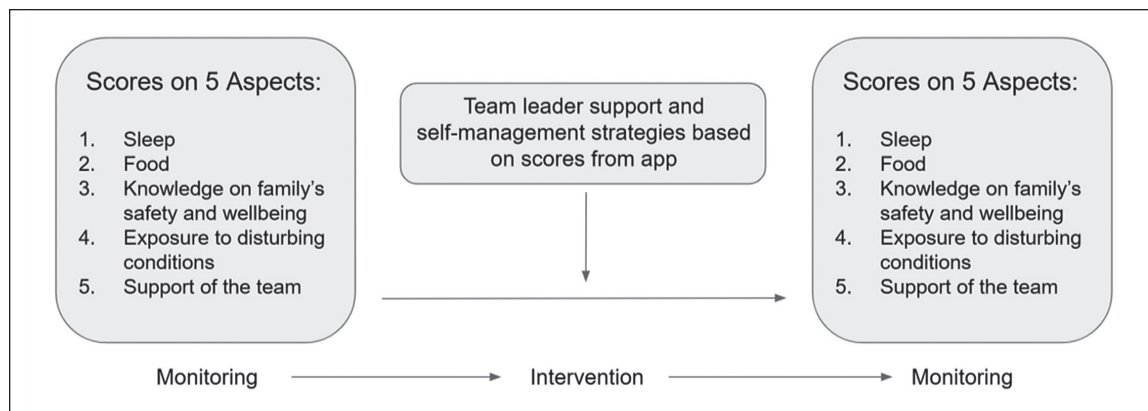 Scores on 5 Aspects:
1. Sleep
2. Food
3. Knowledge on family's
safety and wellbeing
4. Exposure to disturbing
conditions
5. Support of the team
Team leader support and
self-management strategies based
on scores from app
Scores on 5 Aspects:
1. Sleep
2. Food
3. Knowledge on family's
safety and wellbeing
4. Exposure to disturbing
conditions
5. Support of the team
Monitoring
Intervention
Monitoring